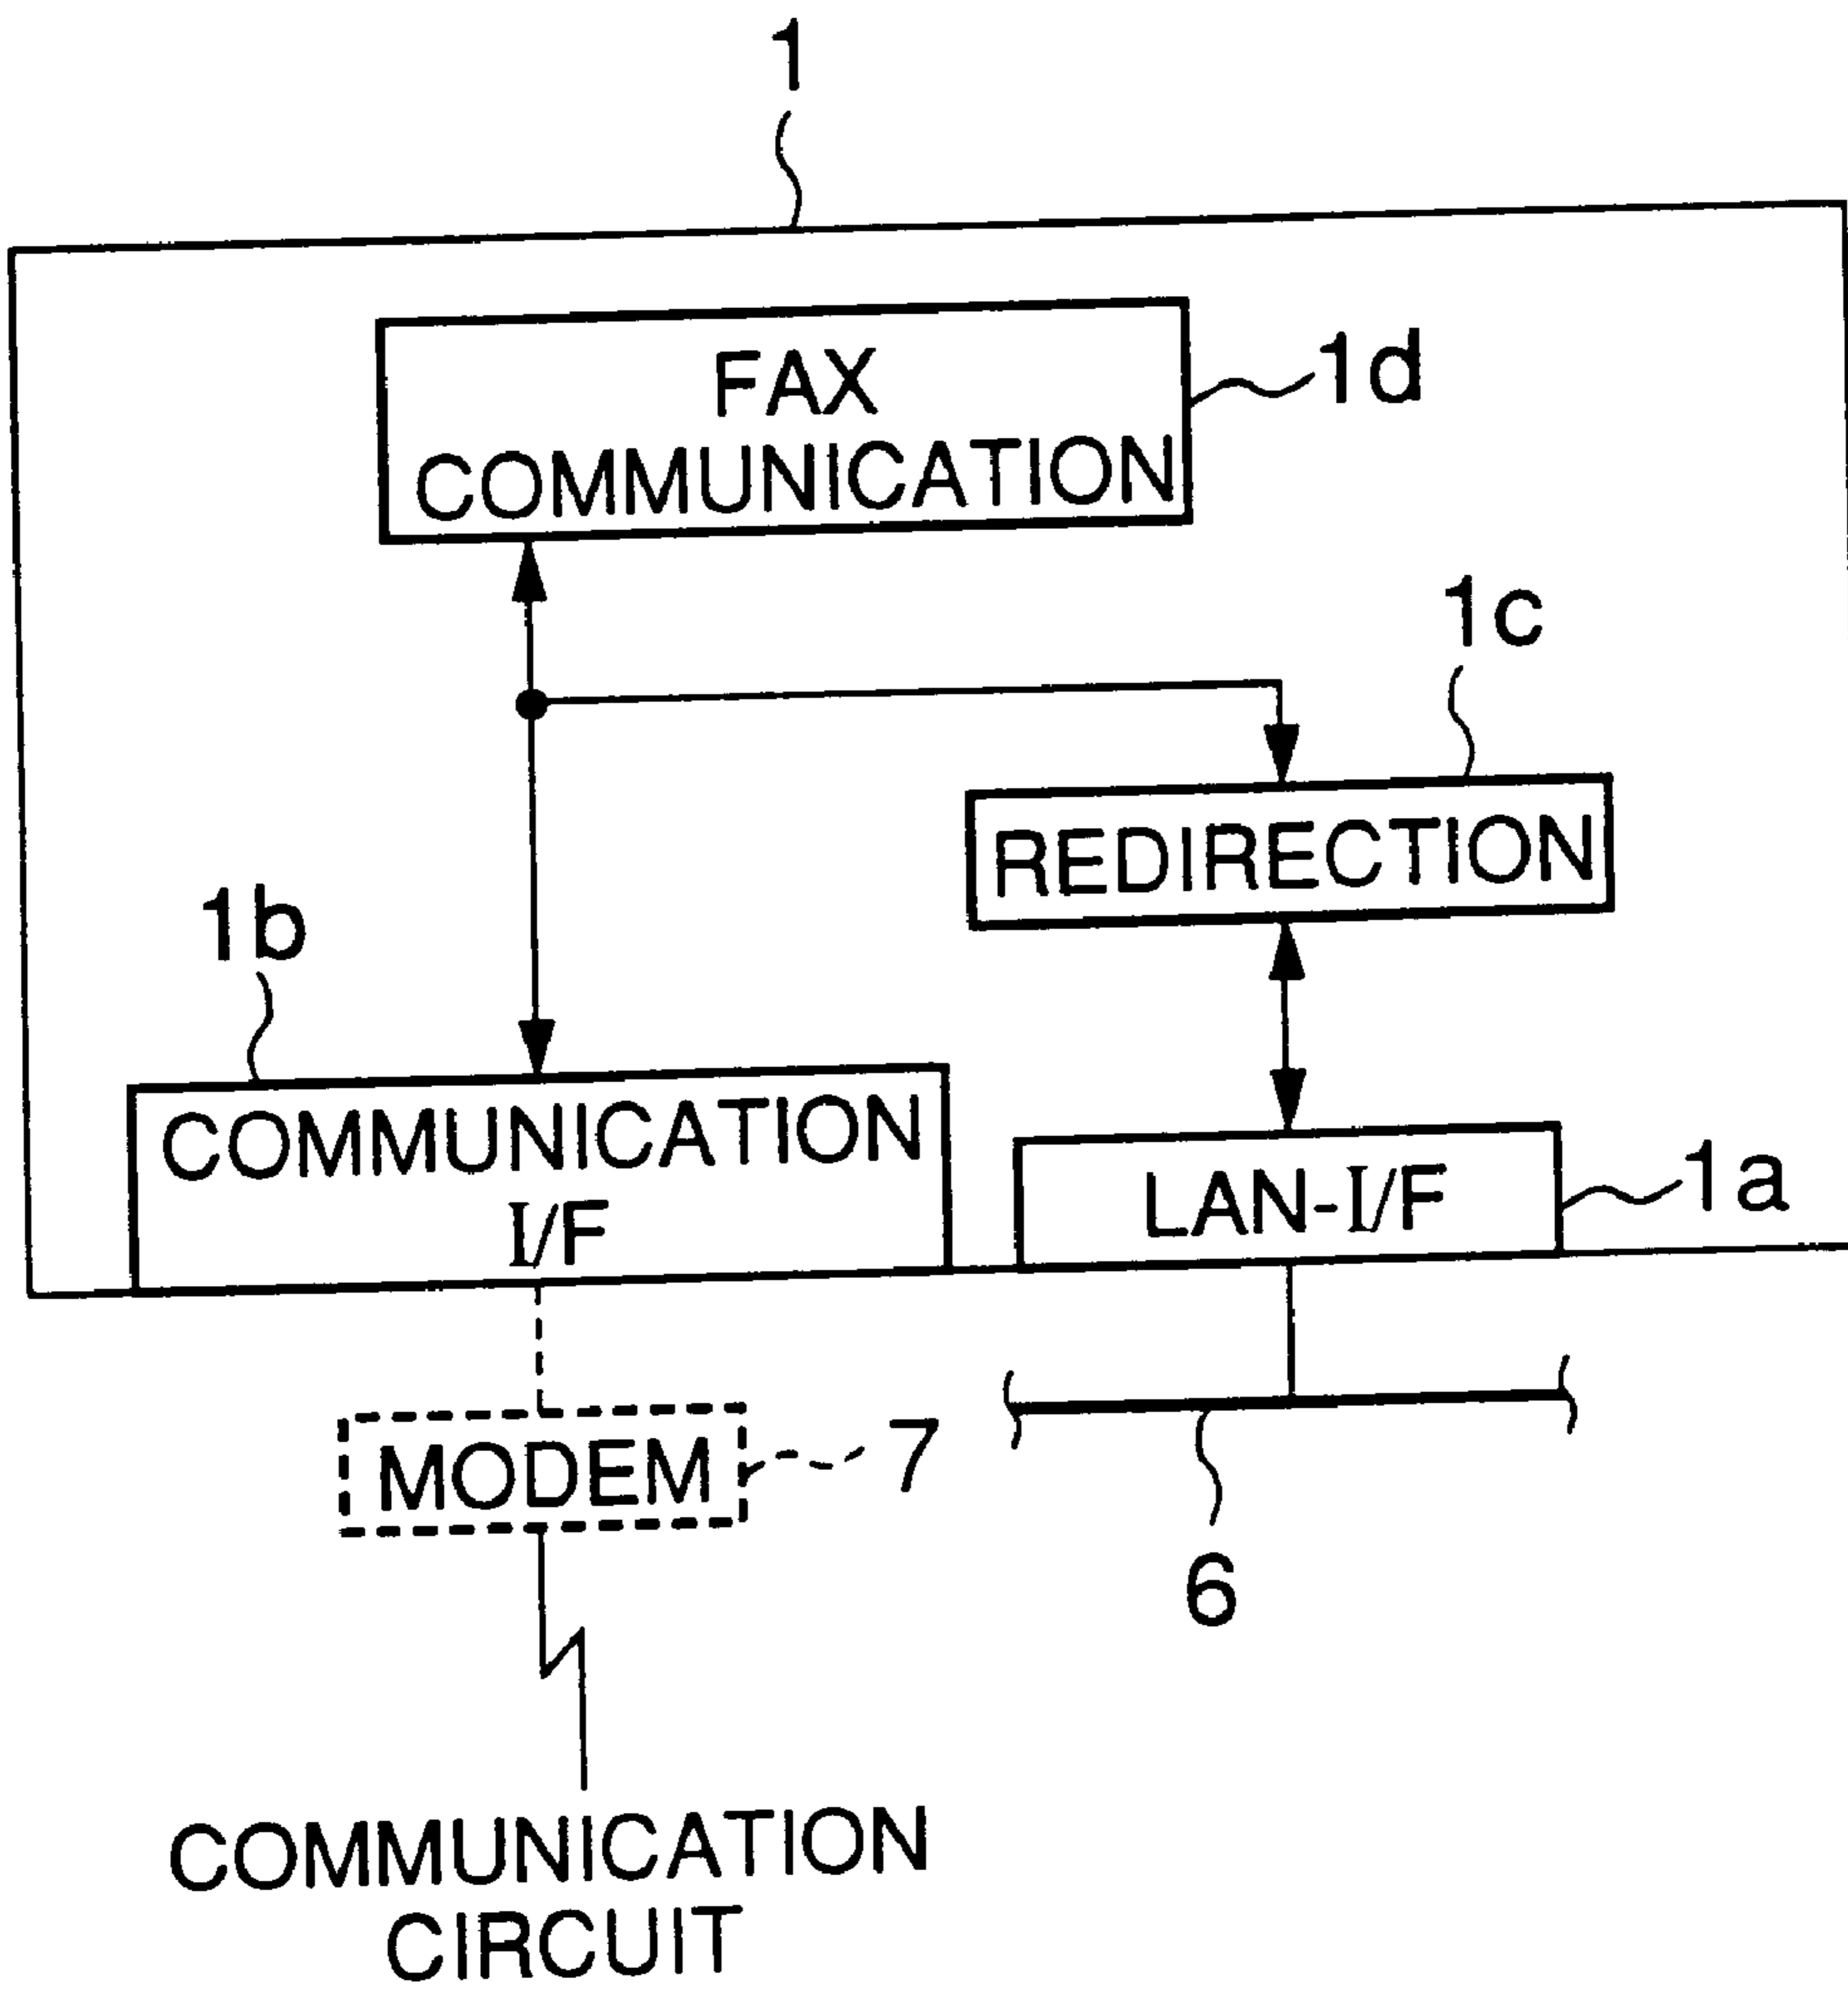 1
FAX
COMMUNICATION
1d
1c
REDIRECTION
1b
COMMUNICATION
I/F
LAN-I/F
1a
MODEM
7
6
COMMUNICATION
CIRCUIT